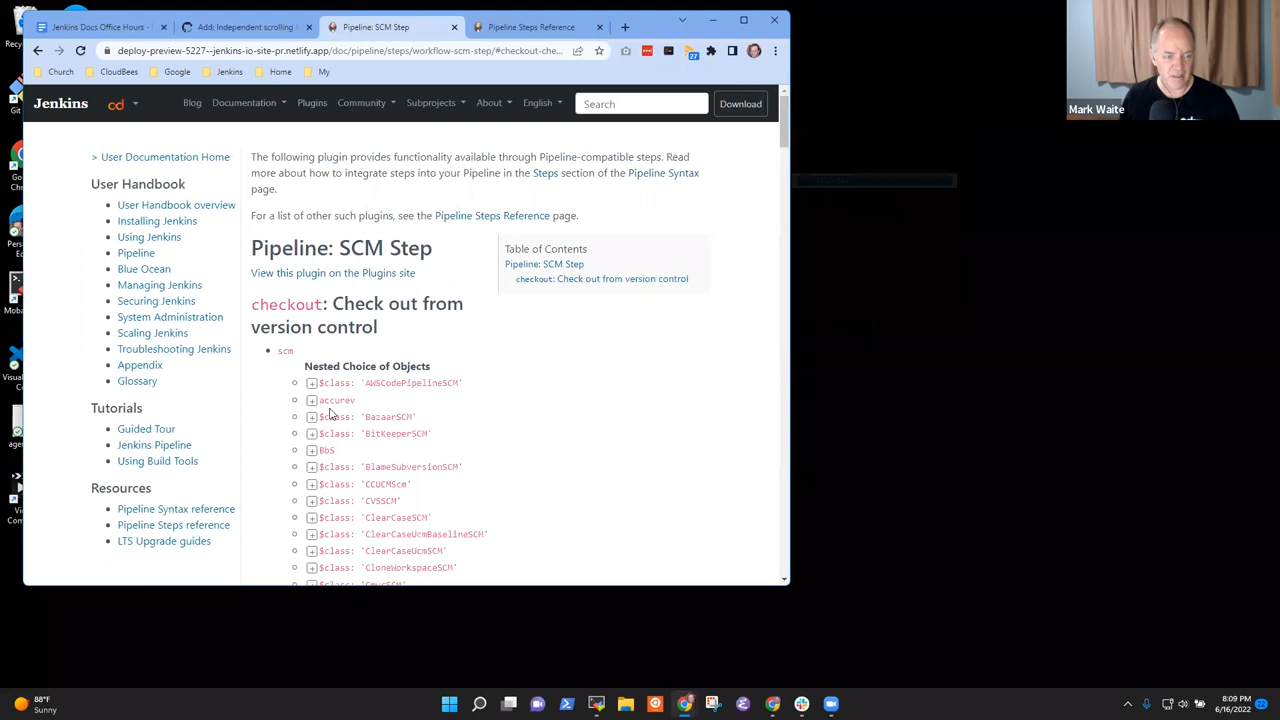 Jenkins Docs Office Hours -
Add: Independent scrolling
Pipeline: SCM Step
Pipeline Steps Reference
deploy-preview-5227--jenkins-io-site-pr.netlify.app/doc/pipeline/steps/workflow-scm-step/#checkout-che...
27
Church
CloudBees
Google
Jenkins
Home
My
Jenkins
cd
Blog
Documentation
Plugins
Community
Subprojects
About
English
Search
Download
> User Documentation Home
User Handbook
User Handbook overview
Installing Jenkins
Using Jenkins
Pipeline
Blue Ocean
Managing Jenkins
Securing Jenkins
System Administration
Scaling Jenkins
Troubleshooting Jenkins
Appendix
Glossary
Tutorials
Guided Tour
Jenkins Pipeline
Using Build Tools
Resources
Pipeline Syntax reference
Pipeline Steps reference
LTS Upgrade guides
The following plugin provides functionality available through Pipeline-compatible steps. Read
more about how to integrate steps into your Pipeline in the Steps section of the Pipeline Syntax
page.
For a list of other such plugins, see the Pipeline Steps Reference page.
Pipeline: SCM Step
View this plugin on the Plugins site
Table of Contents
Pipeline: SCM Step
checkout: Check out from version control
checkout: Check out from
version control
scm
Nested Choice of Objects
$class: 'AWSCodePipelineSCM'
accurev
$class: 'BazaarSCM'
$class: 'BitKeeperSCM'
BbS
$class: 'BlameSubversionSCM'
$class: 'CCUCMScm'
$class: 'CVSSCM'
$class: 'ClearCaseSCM'
$class: 'ClearCaseUcmBaselineSCM'
$class: 'ClearCaseUcmSCM'
$class: 'CloneWorkspaceSCM'
$class: 'CmvcSCM'
Mark Waite
88°F
Sunny
8:09 PM
6/16/2022